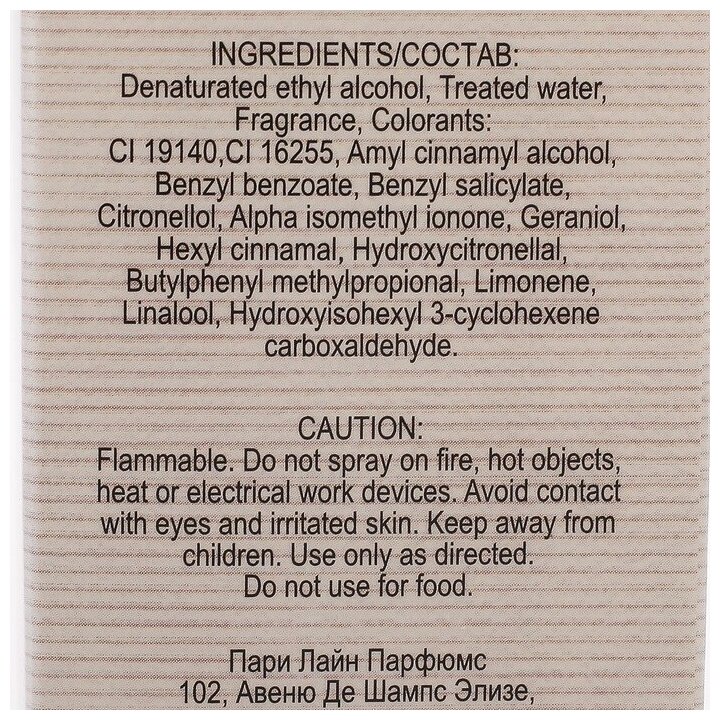 INGREDIENTS/СОСТАВ:
Denaturated ethyl alcohol, Treated water,
Fragrance, Colorants:
CI 19140,CI 16255, Amyl cinnamyl alcohol,
Benzyl benzoate, Benzyl salicylate,
Citronellol, Alpha isomethyl ionone, Geraniol,
Hexyl cinnamal, Hydroxycitronellal,
Butylphenyl methylpropional, Limonene,
Linalool, Hydroxyisohexyl 3-cyclohexene
carboxaldehyde.
CAUTION:
Flammable. Do not spray on fire, hot objects,
heat or electrical work devices. Avoid contact
with eyes and irritated skin. Keep away from
children. Use only as directed.
Do not use for food.
Пари Лайн Парфюмс
102, Авеню Де Шампс Элизе,